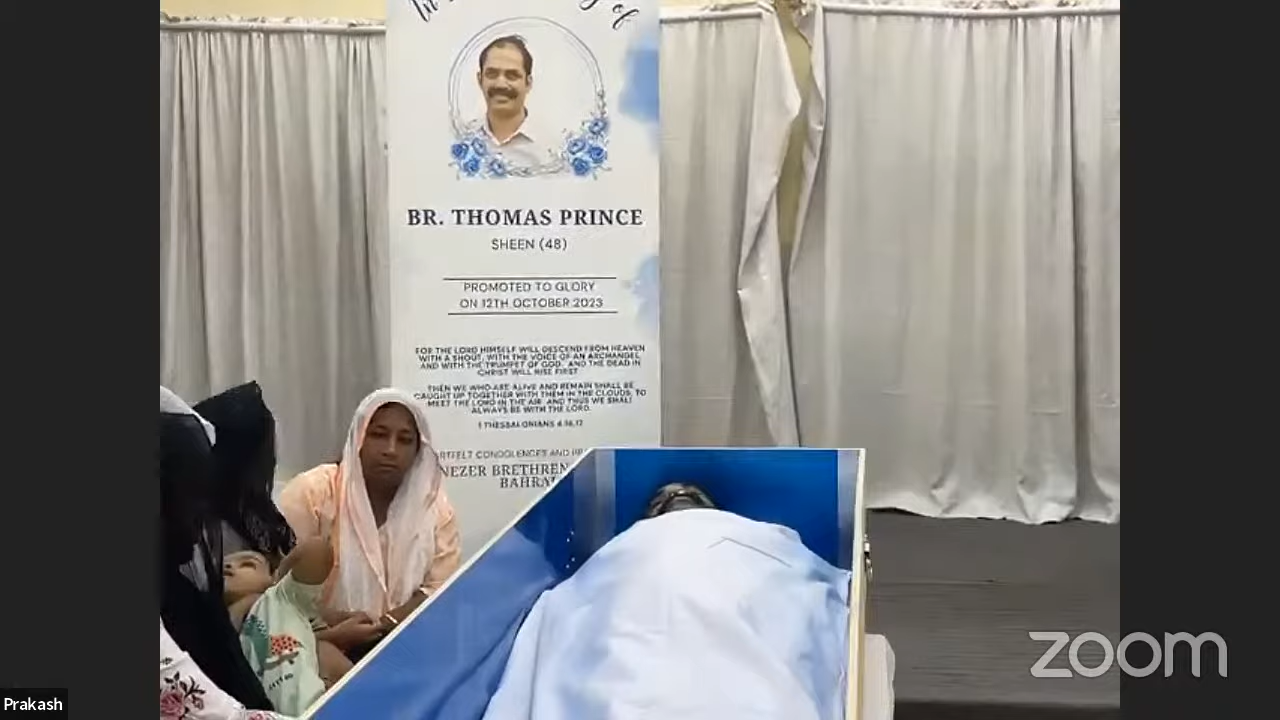 of
BR. THOMAS PRINCE
SHEEN (48)
PROMOTED TO GLORY
ON 12TH OCTOBER 2023
FOR THE LORD HIMSELF WILL DESCEND FROM HEAVEN
WITH A SHOUT, WITH THE VOICE OF AN ARCHANGEL,
AND WITH THE TRUMPET OF GOD. AND THE DEAD IN
CHRIST WILL RISE FIRST
THEN WE WHO ARE ALIVE AND REMAIN SHALL BE
CAUGHT UP TOGETHER WITH THEM IN THE CLOUDS, TO
MEET THE LORD IN THE AIR. AND THUS WE SHALL
ALWAYS BE WITH THE LORD.
1 THESSALONIANS 4:16,17
CONDOLENCES AND
BRETHREN
zoom
Prakash